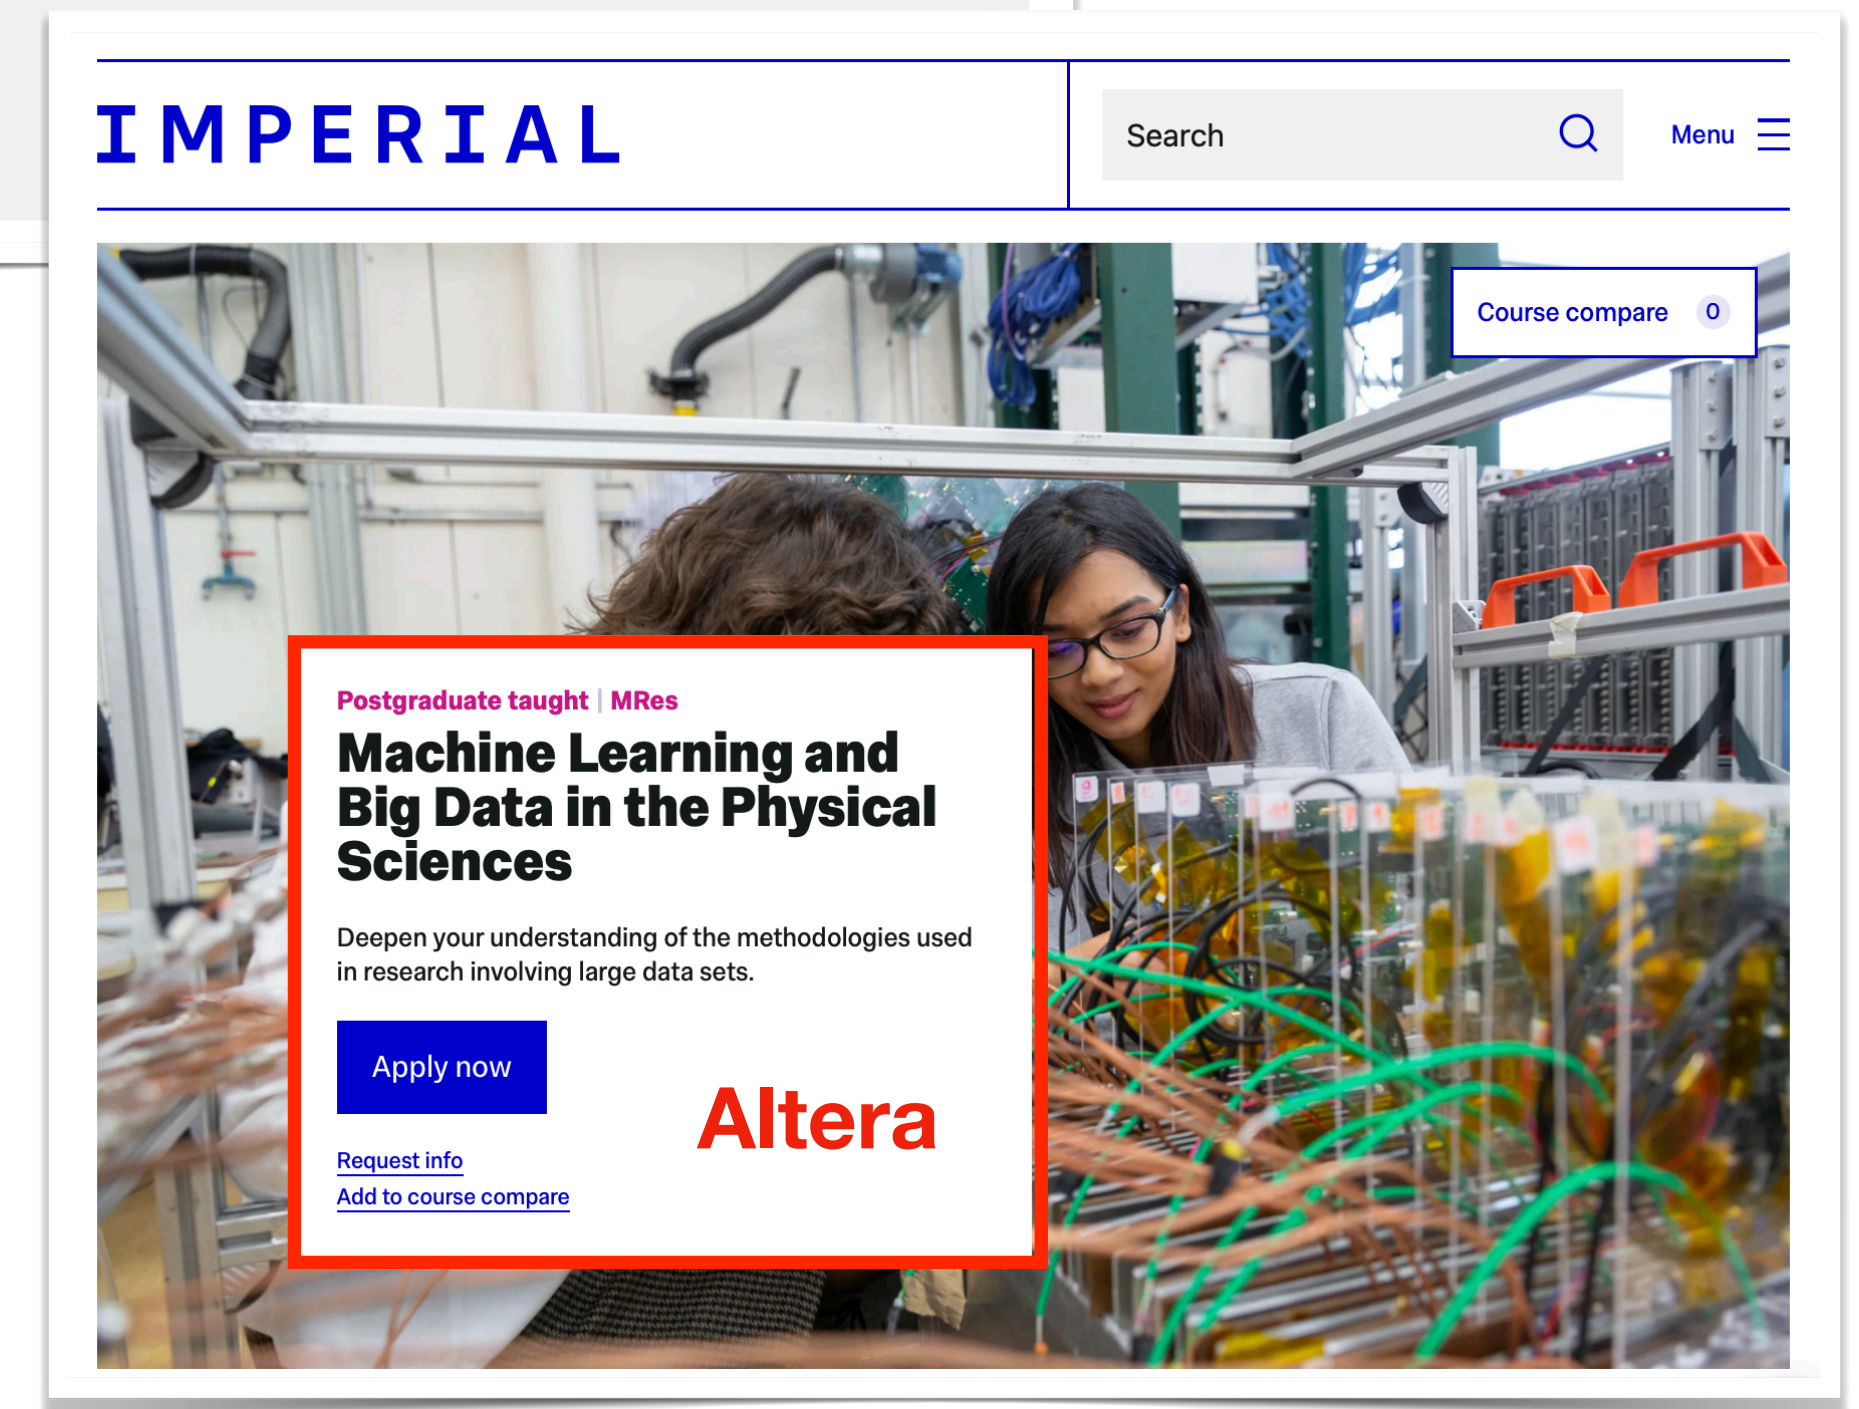 IMPERIAL
Search
Menu
Course compare 0
Postgraduate taught | MRes
Machine Learning and
Big Data in the Physical
Sciences
Deepen your understanding of the methodologies used
in research involving large data sets.
Apply now
Altera
Request info
Add to course compare